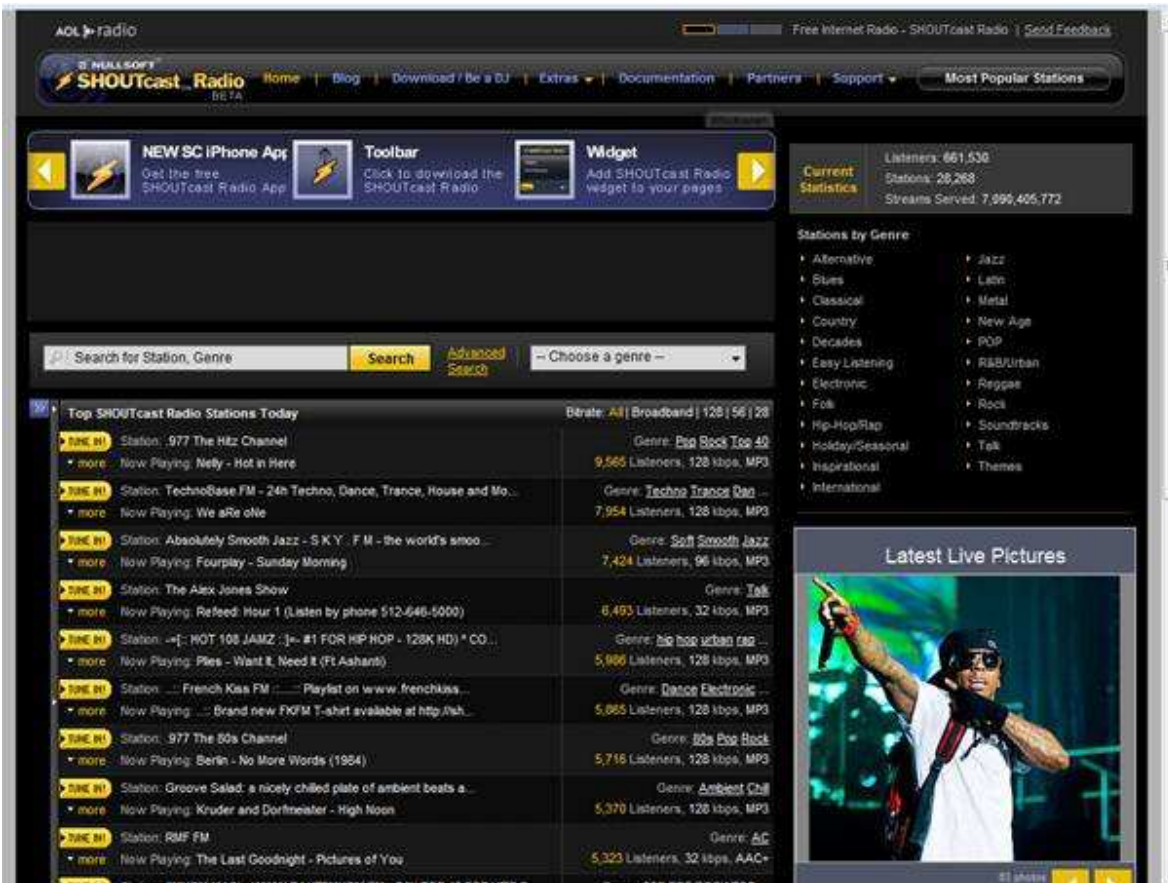 AOL radio
Free Internet Radio - SHOUTcast Radio | Send Feedback
NULLSOFT
SHOUTcast Radio
BETA
Home | Blog | Download / Be a DJ | Extras | Documentation | Partners | Support
Most Popular Stations
NEW SC iPhone App
Get the free
SHOUTcast Radio App
Toolbar
Click to download the
SHOUTcast Radio
Widget
Add SHOUTcast Radio
widget to your pages
Current
Statistics
Listeners: 661,530
Stations: 28,268
Streams Served: 7,090,405,772
Stations by Genre
Alternative
Blues
Classical
Country
Decades
Easy Listening
Electronic
Folk
Hip-Hop/Rap
Holiday/Seasonal
Inspirational
International
Jazz
Latin
Metal
New Age
POP
R&B/Urban
Reggae
Rock
Soundtracks
Talk
Themes
Search for Station, Genre
Search
Advanced
Search
-- Choose a genre --
Top SHOUTcast Radio Stations Today
Bitrate: All | Broadband | 128 | 56 | 28
TUNE IN! Station: .977 The Hitz Channel Genre: Pop Rock Top 40
more Now Playing: Nelly - Hot in Here 9,565 Listeners, 128 kbps, MP3
TUNE IN! Station: TechnoBase.FM - 24h Techno, Dance, Trance, House and Mo... Genre: Techno Trance Dan ...
more Now Playing: We aRe oNe 7,954 Listeners, 128 kbps, MP3
TUNE IN! Station: Absolutely Smooth Jazz - S K Y . F M - the world's smoo... Genre: Soft Smooth Jazz
more Now Playing: Fourplay - Sunday Morning 7,424 Listeners, 96 kbps, MP3
TUNE IN! Station: The Alex Jones Show Genre: Talk
more Now Playing: Refeed: Hour 1 (Listen by phone 512-646-5000) 6,493 Listeners, 32 kbps, MP3
TUNE IN! Station: -=[:: HOT 108 JAMZ ::]=- #1 FOR HIP HOP - 128K HD) * CO... Genre: hip hop urban rap ...
more Now Playing: Plies - Want It, Need It (Ft Ashanti) 5,986 Listeners, 128 kbps, MP3
TUNE IN! Station: ...:: French Kiss FM ::...... Playlist on www.frenchkiss... Genre: Dance Electronic ...
more Now Playing: ...:: Brand new FKFM T-shirt available at http://sh... 5,865 Listeners, 128 kbps, MP3
TUNE IN! Station: .977 The 80s Channel Genre: 80s Pop Rock
more Now Playing: Berlin - No More Words (1984) 5,716 Listeners, 128 kbps, MP3
TUNE IN! Station: Groove Salad: a nicely chilled plate of ambient beats a... Genre: Ambient Chill
more Now Playing: Kruder and Dorfmeister - High Noon 5,370 Listeners, 128 kbps, MP3
TUNE IN! Station: RMF FM Genre: AC
more Now Playing: The Last Goodnight - Pictures of You 5,323 Listeners, 32 kbps, AAC+
Latest Live Pictures
photos